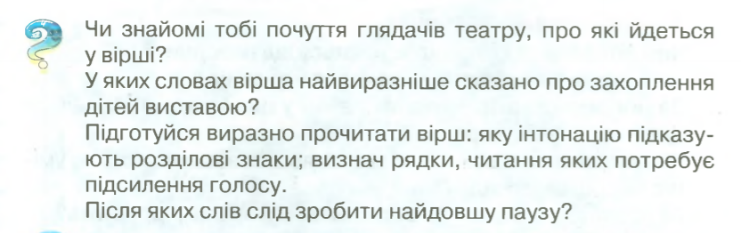 Чи знайомі тобі почуття глядачів театру, про які йдеться
у вірші?
У яких словах вірша найвиразніше сказано про захоплення
дітей виставою?
Підготуйся виразно прочитати вірш: яку інтонацію підказу-
ють розділові знаки; визнач рядки, читання яких потребує
підсилення голосу.
Після яких слів слід зробити найдовшу паузу?